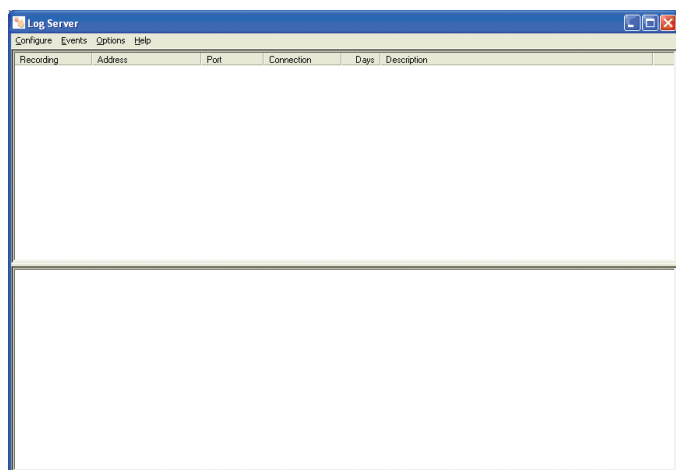 Log Server
Configure Events Options Help
Recording Address Port Connection Days Description